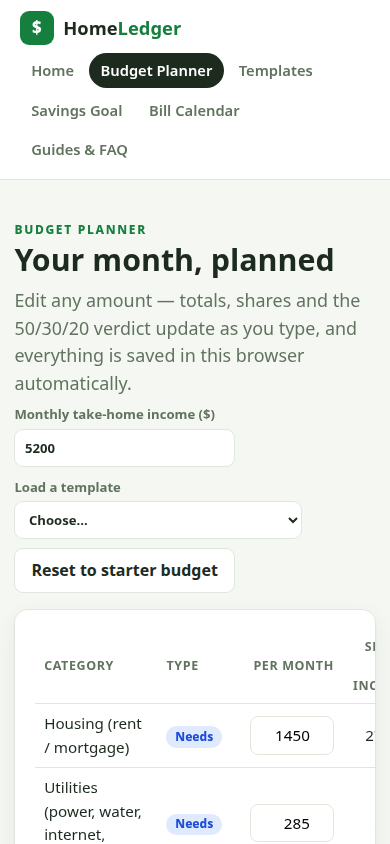 $ HomeLedger
Home Budget Planner Templates
Savings Goal Bill Calendar
Guides & FAQ
BUDGET PLANNER
Your month, planned
Edit any amount — totals, shares and the
50/30/20 verdict update as you type, and
everything is saved in this browser
automatically.
Monthly take-home income ($)
5200
Load a template
Choose...
Reset to starter budget
CATEGORY TYPE PER MONTH
Housing (rent
/ mortgage)
Needs 1450
Utilities
(power, water,
internet,
Needs 285